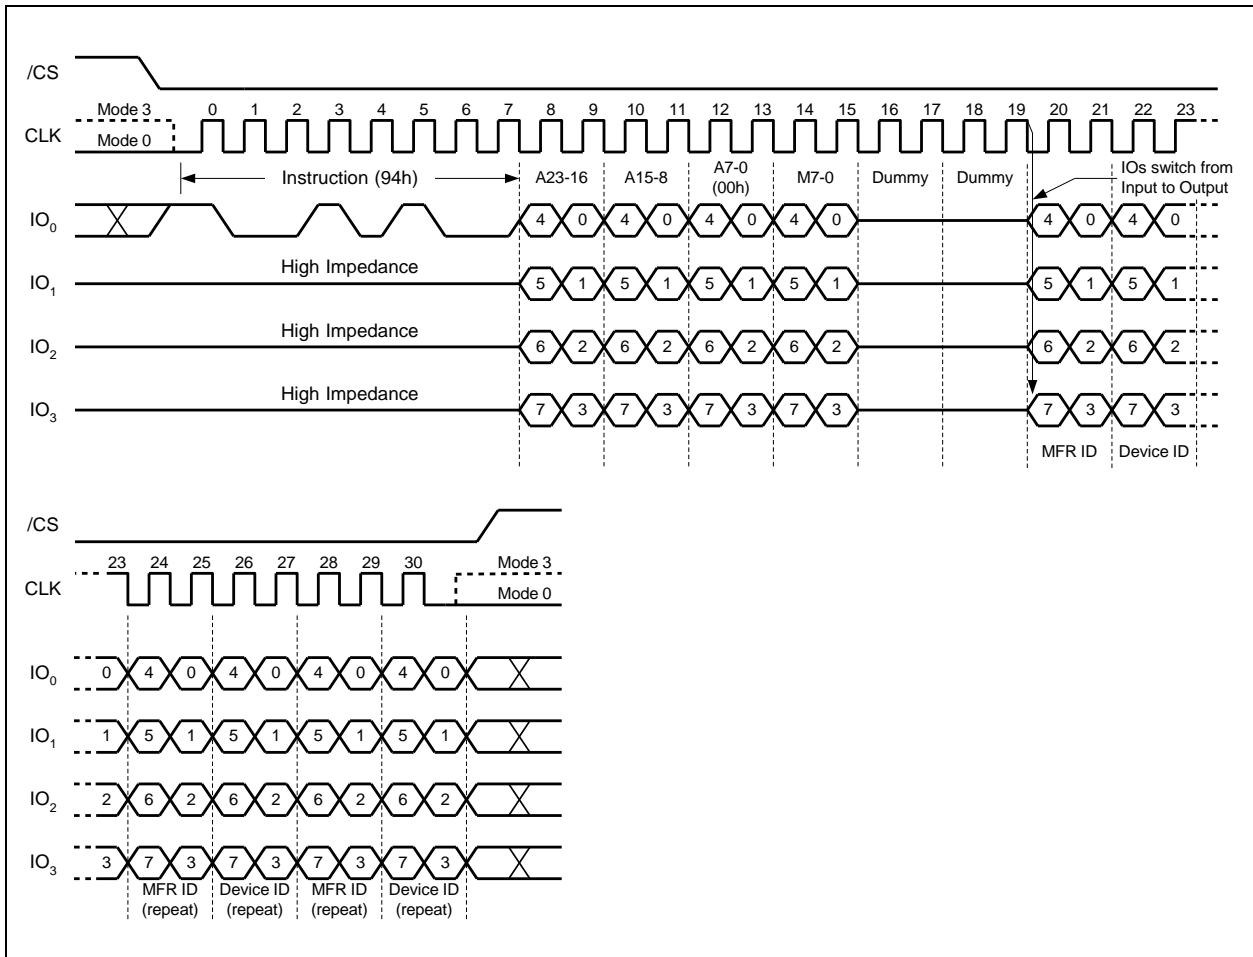 /CS
Mode 3 0 1 2 3 4 5 6 7 8 9 10 11 12 13 14 15 16 17 18 19 20 21 22 23
CLK Mode 0
Instruction (94h) A23-16 A15-8 A7-0 (00h) M7-0 Dummy Dummy IOs switch from Input to Output
IO0 4 0 4 0 4 0 4 0 4 0 4 0
High Impedance
IO1 5 1 5 1 5 1 5 1 5 1 5 1
High Impedance
IO2 6 2 6 2 6 2 6 2 6 2 6 2
High Impedance
IO3 7 3 7 3 7 3 7 3 7 3 7 3
MFR ID Device ID
/CS
23 24 25 26 27 28 29 30 Mode 3
CLK Mode 0
IO0 0 4 0 4 0 4 0 4 0
IO1 1 5 1 5 1 5 1 5 1
IO2 2 6 2 6 2 6 2 6 2
IO3 3 7 3 7 3 7 3 7 3
MFR ID Device ID MFR ID Device ID
(repeat) (repeat) (repeat) (repeat)